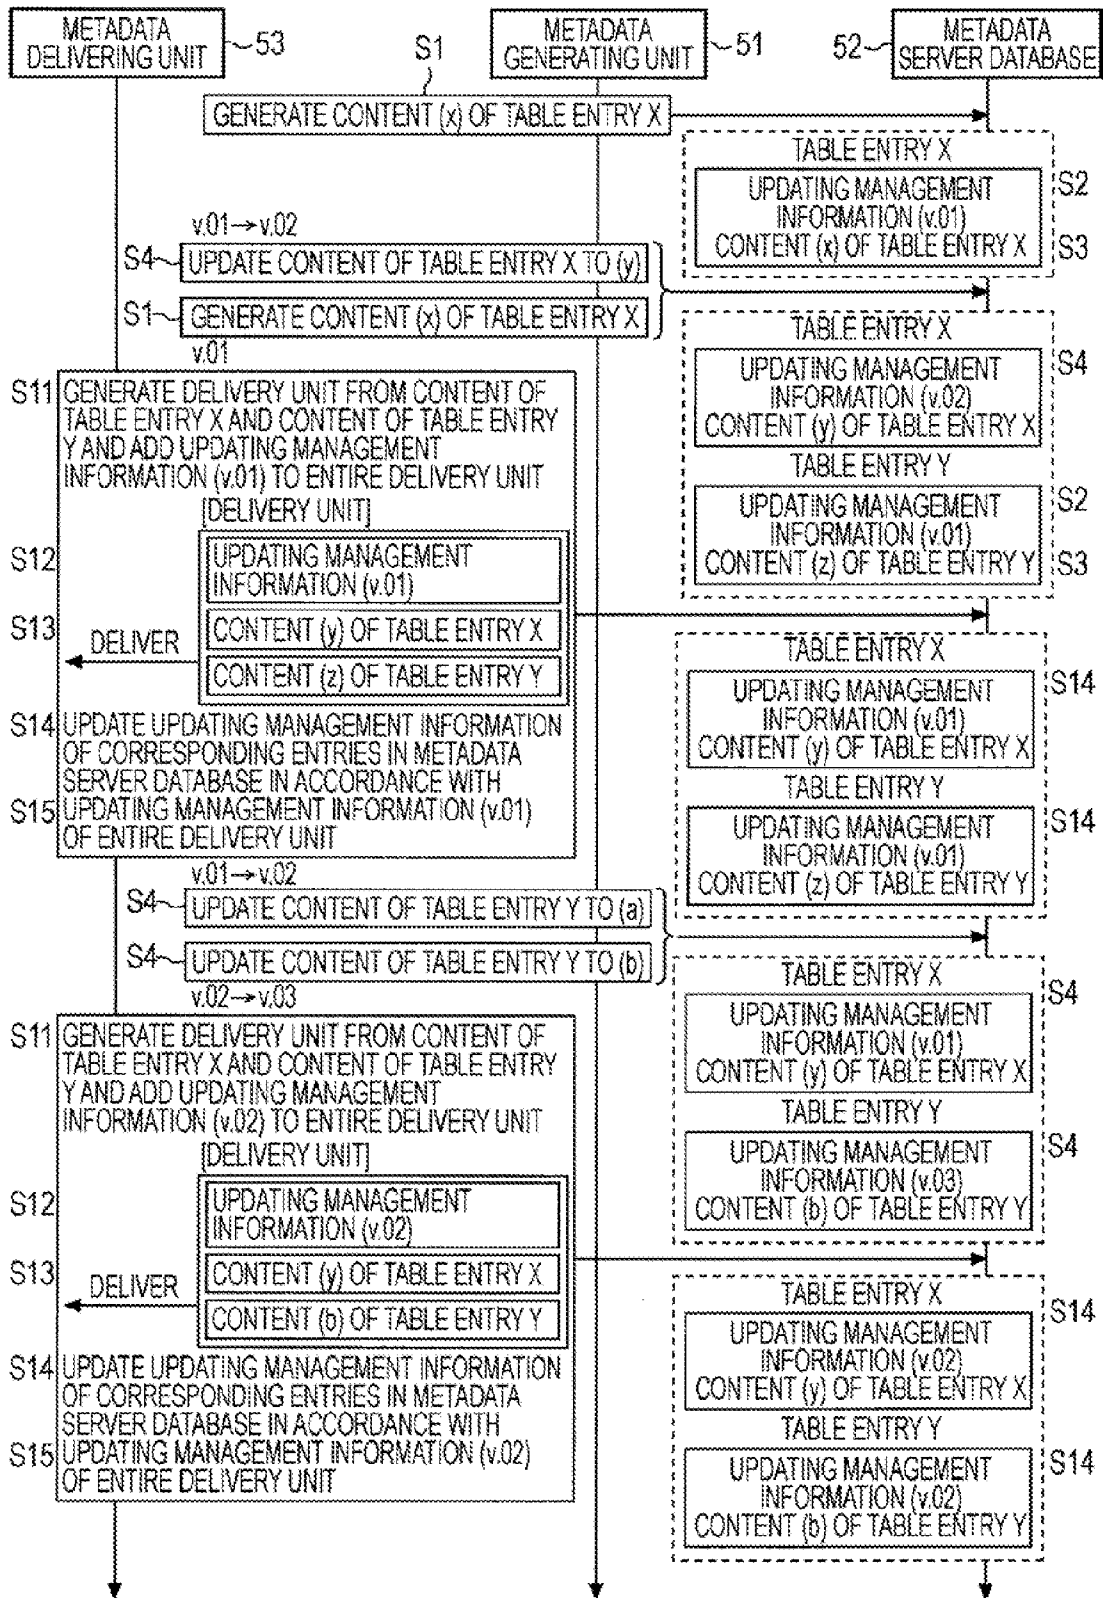 METADATA
DELIVERING UNIT
53
METADATA
GENERATING UNIT
51
52
METADATA
SERVER DATABASE
S1
GENERATE CONTENT (x) OF TABLE ENTRY X
TABLE ENTRY X
UPDATING MANAGEMENT
INFORMATION (v.01)
CONTENT (x) OF TABLE ENTRY X
S2
S3
v.01→v.02
S4
UPDATE CONTENT OF TABLE ENTRY X TO (y)
S1
GENERATE CONTENT (x) OF TABLE ENTRY X
v.01
TABLE ENTRY X
UPDATING MANAGEMENT
INFORMATION (v.02)
CONTENT (y) OF TABLE ENTRY X
S4
TABLE ENTRY Y
UPDATING MANAGEMENT
INFORMATION (v.01)
CONTENT (z) OF TABLE ENTRY Y
S2
S3
S11
GENERATE DELIVERY UNIT FROM CONTENT OF
TABLE ENTRY X AND CONTENT OF TABLE ENTRY
Y AND ADD UPDATING MANAGEMENT
INFORMATION (v.01) TO ENTIRE DELIVERY UNIT
[DELIVERY UNIT]
S12
UPDATING MANAGEMENT
INFORMATION (v.01)
S13
DELIVER
CONTENT (y) OF TABLE ENTRY X
CONTENT (z) OF TABLE ENTRY Y
S14
UPDATE UPDATING MANAGEMENT INFORMATION
OF CORRESPONDING ENTRIES IN METADATA
SERVER DATABASE IN ACCORDANCE WITH
S15
UPDATING MANAGEMENT INFORMATION (v.01)
OF ENTIRE DELIVERY UNIT
TABLE ENTRY X
UPDATING MANAGEMENT
INFORMATION (v.01)
CONTENT (y) OF TABLE ENTRY X
S14
TABLE ENTRY Y
UPDATING MANAGEMENT
INFORMATION (v.01)
CONTENT (z) OF TABLE ENTRY Y
S14
v.01→v.02
S4
UPDATE CONTENT OF TABLE ENTRY Y TO (a)
S4
UPDATE CONTENT OF TABLE ENTRY Y TO (b)
v.02→v.03
TABLE ENTRY X
UPDATING MANAGEMENT
INFORMATION (v.01)
CONTENT (y) OF TABLE ENTRY X
S4
TABLE ENTRY Y
UPDATING MANAGEMENT
INFORMATION (v.03)
CONTENT (b) OF TABLE ENTRY Y
S4
S11
GENERATE DELIVERY UNIT FROM CONTENT OF
TABLE ENTRY X AND CONTENT OF TABLE ENTRY
Y AND ADD UPDATING MANAGEMENT
INFORMATION (v.02) TO ENTIRE DELIVERY UNIT
[DELIVERY UNIT]
S12
UPDATING MANAGEMENT
INFORMATION (v.02)
S13
DELIVER
CONTENT (y) OF TABLE ENTRY X
CONTENT (b) OF TABLE ENTRY Y
S14
UPDATE UPDATING MANAGEMENT INFORMATION
OF CORRESPONDING ENTRIES IN METADATA
SERVER DATABASE IN ACCORDANCE WITH
S15
UPDATING MANAGEMENT INFORMATION (v.02)
OF ENTIRE DELIVERY UNIT
TABLE ENTRY X
UPDATING MANAGEMENT
INFORMATION (v.02)
CONTENT (y) OF TABLE ENTRY X
S14
TABLE ENTRY Y
UPDATING MANAGEMENT
INFORMATION (v.02)
CONTENT (b) OF TABLE ENTRY Y
S14